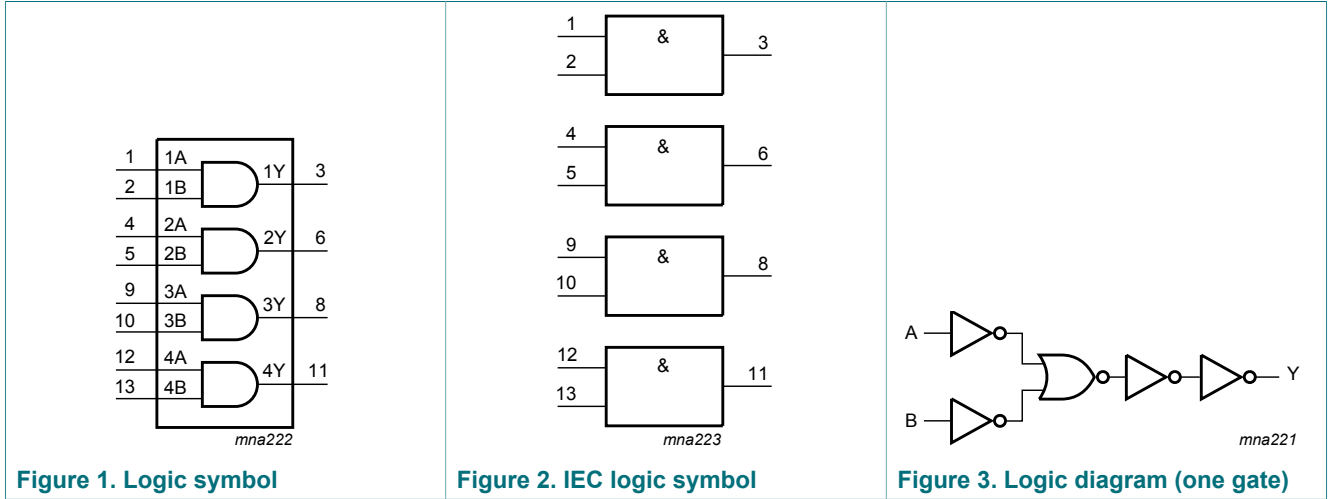 1 1A 1Y 3
2 1B
4 2A 2Y 6
5 2B
9 3A 3Y 8
10 3B
12 4A 4Y 11
13 4B
mna222
Figure 1. Logic symbol
1 & 3
2
4 & 6
5
9 & 8
10
12 & 11
13
mna223
Figure 2. IEC logic symbol
A
Y
B
mna221
Figure 3. Logic diagram (one gate)